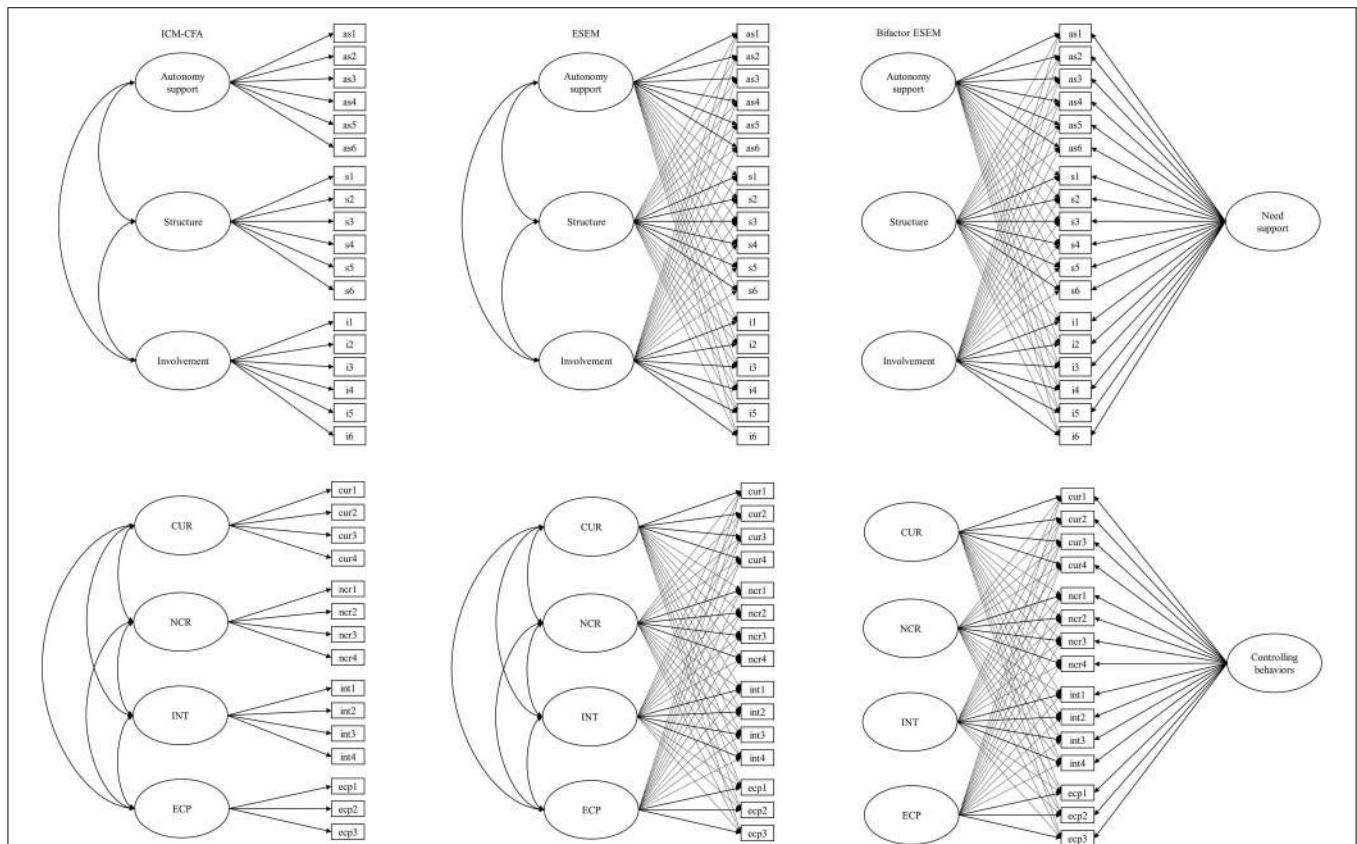 ICM-CFA
Autonomy
support
Structure
Involvement
as1
as2
as3
as4
as5
as6
s1
s2
s3
s4
s5
s6
i1
i2
i3
i4
i5
i6
ESEM
Autonomy
support
Structure
Involvement
as1
as2
as3
as4
as5
as6
s1
s2
s3
s4
s5
s6
i1
i2
i3
i4
i5
i6
Bifactor ESEM
Autonomy
support
Structure
Involvement
as1
as2
as3
as4
as5
as6
s1
s2
s3
s4
s5
s6
i1
i2
i3
i4
i5
i6
Need
support
CUR
NCR
INT
ECP
cur1
cur2
cur3
cur4
ncr1
ncr2
ncr3
ncr4
int1
int2
int3
int4
ecp1
ecp2
ecp3
CUR
NCR
INT
ECP
cur1
cur2
cur3
cur4
ncr1
ncr2
ncr3
ncr4
int1
int2
int3
int4
ecp1
ecp2
ecp3
CUR
NCR
INT
ECP
cur1
cur2
cur3
cur4
ncr1
ncr2
ncr3
ncr4
int1
int2
int3
int4
ecp1
ecp2
ecp3
Controlling
behaviors